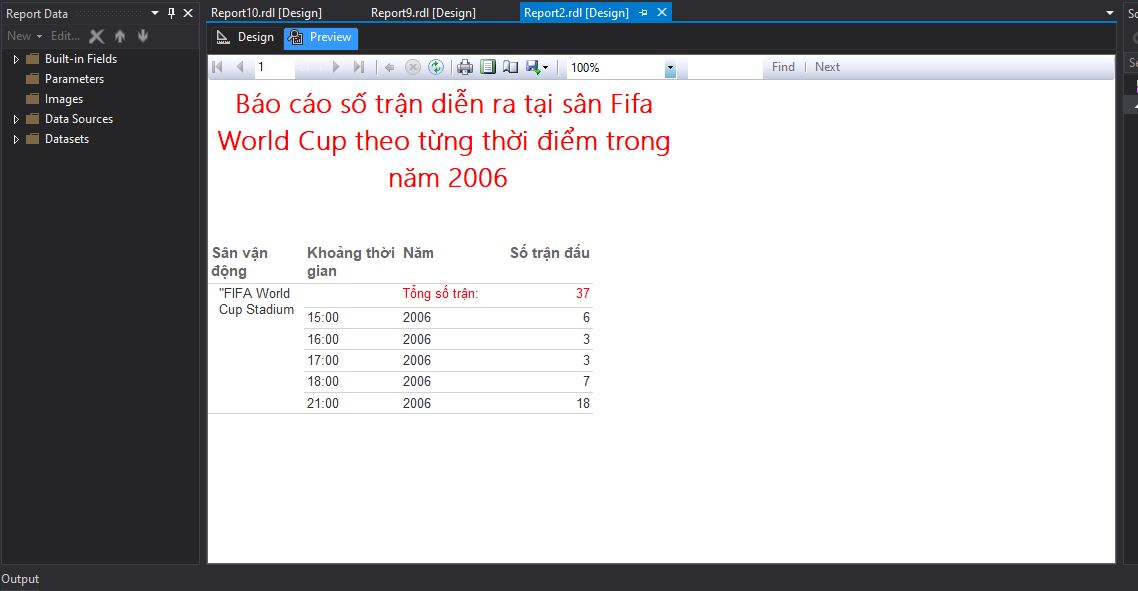 Report Data
Report10.rdl [Design] Report9.rdl [Design] Report2.rdl [Design]
New Edit...
Design Preview
Built-in Fields
Parameters
Images
Data Sources
Datasets
1 100% Find | Next
Báo cáo số trận diễn ra tại sân Fifa
World Cup theo từng thời điểm trong
năm 2006
Sân vận Khoảng thời Năm Số trận đấu
động gian
"FIFA World Tổng số trận: 37
Cup Stadium
15:00 2006 6
16:00 2006 3
17:00 2006 3
18:00 2006 7
21:00 2006 18
Output